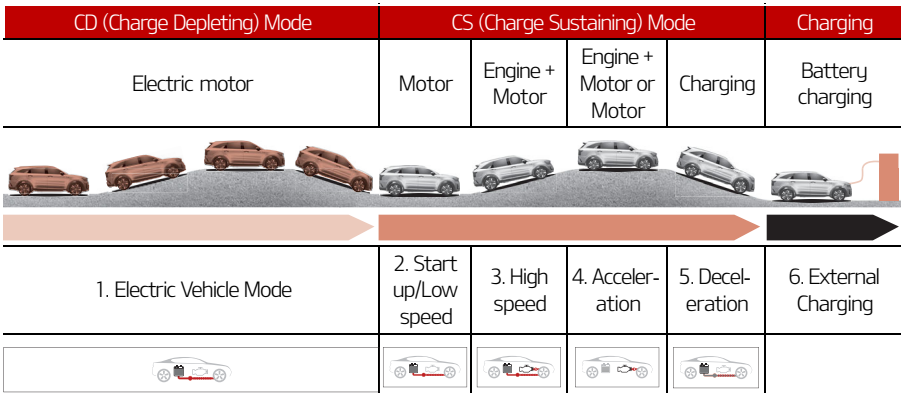 CD (Charge Depleting) Mode
CS (Charge Sustaining) Mode
Charging
Electric motor
Motor
Engine +
Motor
Engine +
Motor or
Motor
Charging
Battery
charging
1. Electric Vehicle Mode
2. Start
up/Low
speed
3. High
speed
4. Acceler-
ation
5. Decel-
eration
6. External
Charging